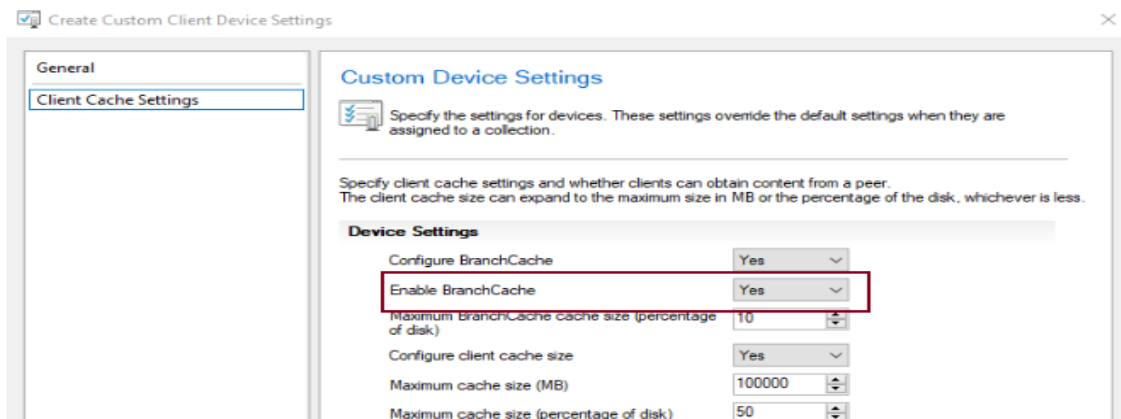 Create Custom Client Device Settings
General
Client Cache Settings
Custom Device Settings
Specify the settings for devices. These settings override the default settings when they are
assigned to a collection.
Specify client cache settings and whether clients can obtain content from a peer.
The client cache size can expand to the maximum size in MB or the percentage of the disk, whichever is less.
Device Settings
Configure BranchCache Yes
Enable BranchCache Yes
Maximum BranchCache cache size (percentage 10
of disk)
Configure client cache size Yes
Maximum cache size (MB) 100000
Maximum cache size (percentage of disk) 50